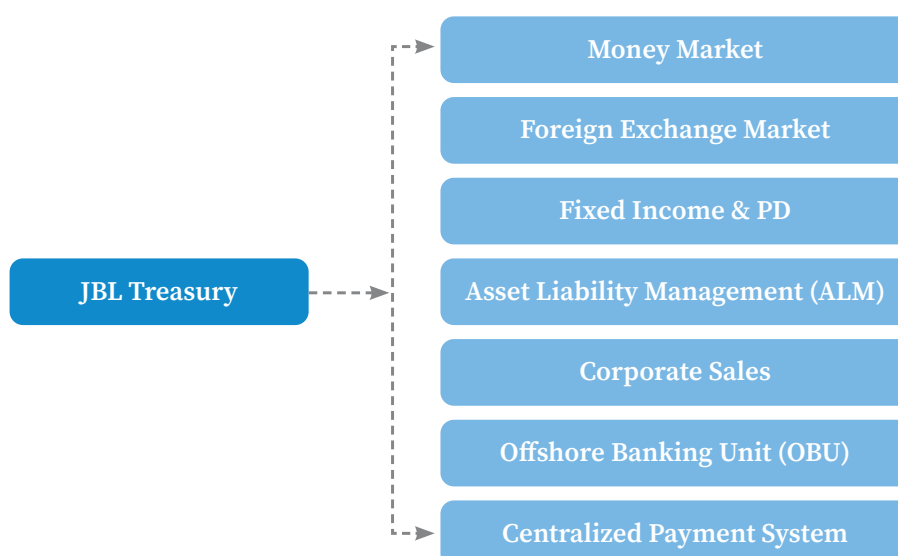 Money Market
Foreign Exchange Market
Fixed Income & PD
JBL Treasury
Asset Liability Management (ALM)
Corporate Sales
Offshore Banking Unit (OBU)
Centralized Payment System